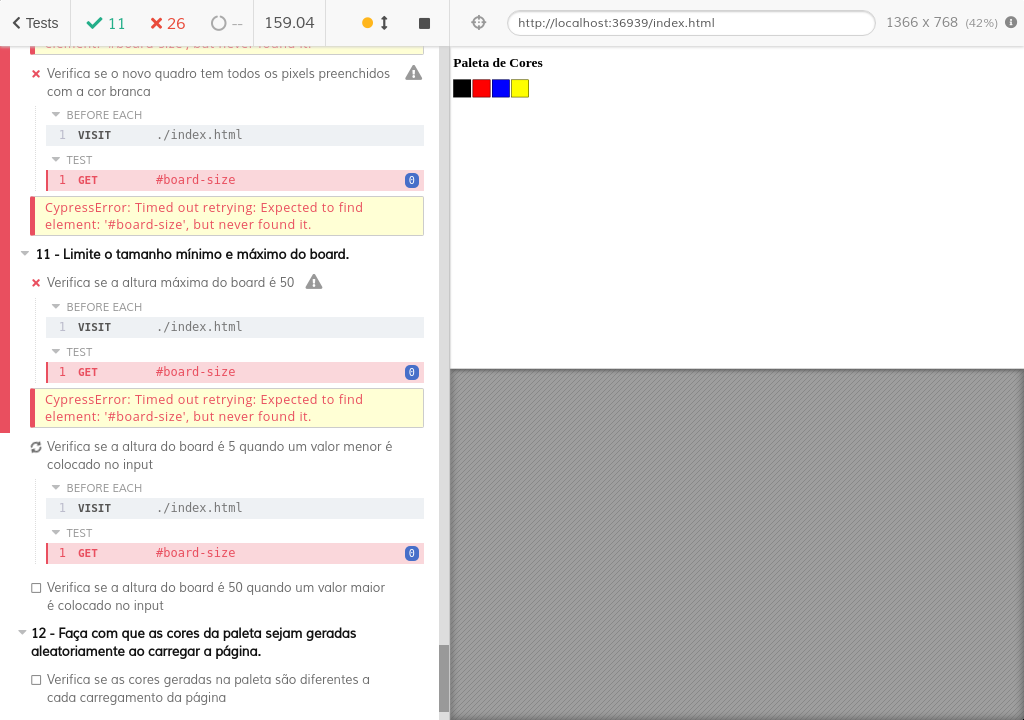 Tests
11
26
--
159.04
http://localhost:36939/index.html
1366 x 768 (42%)
element: '#board-size', but never found it.
Verifica se o novo quadro tem todos os pixels preenchidos
com a cor branca
BEFORE EACH
1 VISIT ./index.html
TEST
1 GET #board-size 0
CypressError: Timed out retrying: Expected to find
element: '#board-size', but never found it.
11 - Limite o tamanho mínimo e máximo do board.
Verifica se a altura máxima do board é 50
BEFORE EACH
1 VISIT ./index.html
TEST
1 GET #board-size 0
CypressError: Timed out retrying: Expected to find
element: '#board-size', but never found it.
Verifica se a altura do board é 5 quando um valor menor é
colocado no input
BEFORE EACH
1 VISIT ./index.html
TEST
1 GET #board-size 0
Verifica se a altura do board é 50 quando um valor maior
é colocado no input
12 - Faça com que as cores da paleta sejam geradas
aleatoriamente ao carregar a página.
Verifica se as cores geradas na paleta são diferentes a
cada carregamento da página
Paleta de Cores